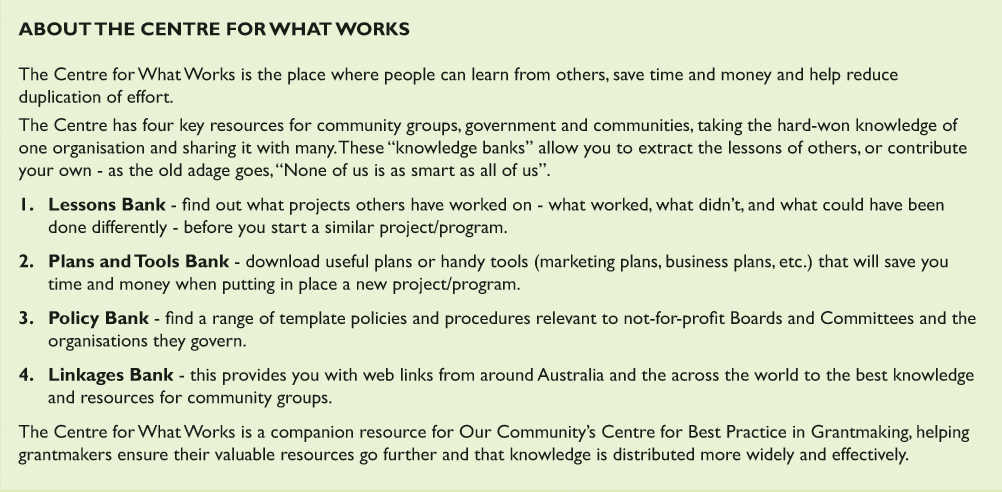 ABOUT THE CENTRE FOR WHAT WORKS
The Centre for What Works is the place where people can learn from others, save time and money and help reduce
duplication of effort.
The Centre has four key resources for community groups, government and communities, taking the hard-won knowledge of
one organisation and sharing it with many. These “knowledge banks” allow you to extract the lessons of others, or contribute
your own - as the old adage goes, “None of us is as smart as all of us”.
1. Lessons Bank - find out what projects others have worked on - what worked, what didn’t, and what could have been
done differently - before you start a similar project/program.
2. Plans and Tools Bank - download useful plans or handy tools (marketing plans, business plans, etc.) that will save you
time and money when putting in place a new project/program.
3. Policy Bank - find a range of template policies and procedures relevant to not-for-profit Boards and Committees and the
organisations they govern.
4. Linkages Bank - this provides you with web links from around Australia and the across the world to the best knowledge
and resources for community groups.
The Centre for What Works is a companion resource for Our Community’s Centre for Best Practice in Grantmaking, helping
grantmakers ensure their valuable resources go further and that knowledge is distributed more widely and effectively.